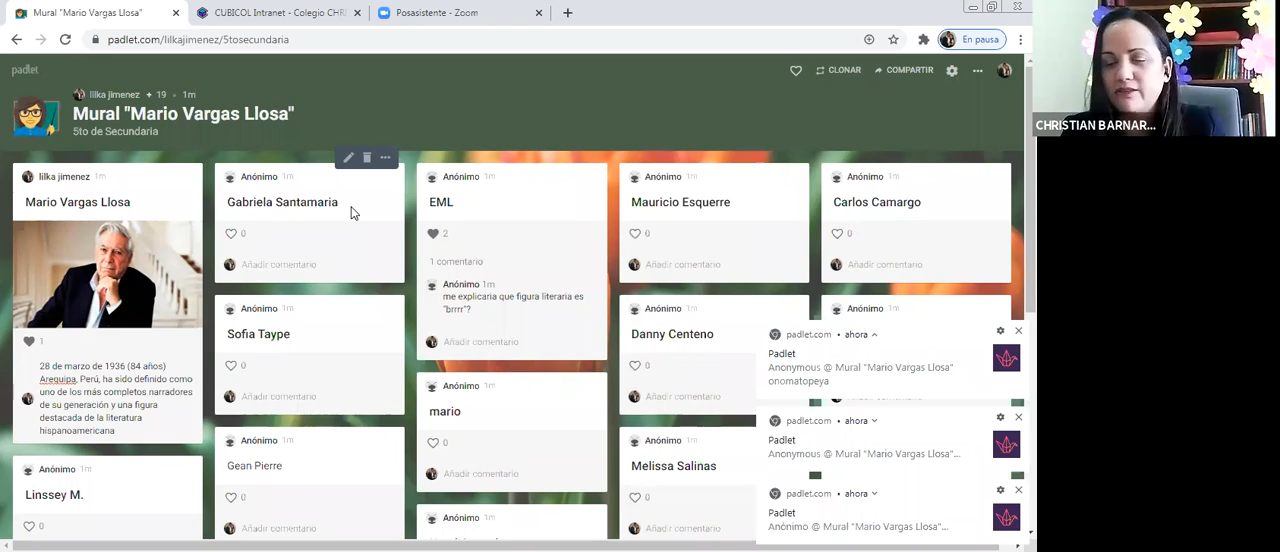 Mural "Mario Vargas Llosa"
CUBICOL Intranet - Colegio CHRI
Posasistente - Zoom
padlet.com/lilkajimenez/5tosecundaria
En pausa
padlet
CLONAR
COMPARTIR
lilka jimenez + 19 • 1m
Mural "Mario Vargas Llosa"
5to de Secundaria
lilka jimenez 1m
Mario Vargas Llosa
1
28 de marzo de 1936 (84 años)
Arequipa, Perú, ha sido definido como
uno de los más completos narradores
de su generación y una figura
destacada de la literatura
hispanoamericana
Anónimo 1m
Linssey M.
0
Anónimo 1m
Gabriela Santamaria
0
Añadir comentario
Anónimo 1m
Sofia Taype
0
Añadir comentario
Anónimo 1m
Gean Pierre
0
Añadir comentario
Anónimo 1m
EML
2
1 comentario
Anónimo 1m
me explicaria que figura literaria es
"brrrr"?
Añadir comentario
Anónimo 1m
mario
0
Añadir comentario
Anónimo 1m
Anónimo 1m
Mauricio Esquerre
0
Añadir comentario
Anónimo 1m
Danny Centeno
0
Añadir comentario
Anónimo 1m
Melissa Salinas
0
Añadir comentario
Anónimo 1m
Carlos Camargo
0
Añadir comentario
Anónimo 1m
padlet.com • ahora
Padlet
Anonymous @ Mural "Mario Vargas Llosa"
onomatopeya
padlet.com • ahora
Padlet
Anonymous @ Mural "Mario Vargas Llosa"...
padlet.com • ahora
Padlet
Anónimo @ Mural "Mario Vargas Llosa"...
CHRISTIAN BARNAR...